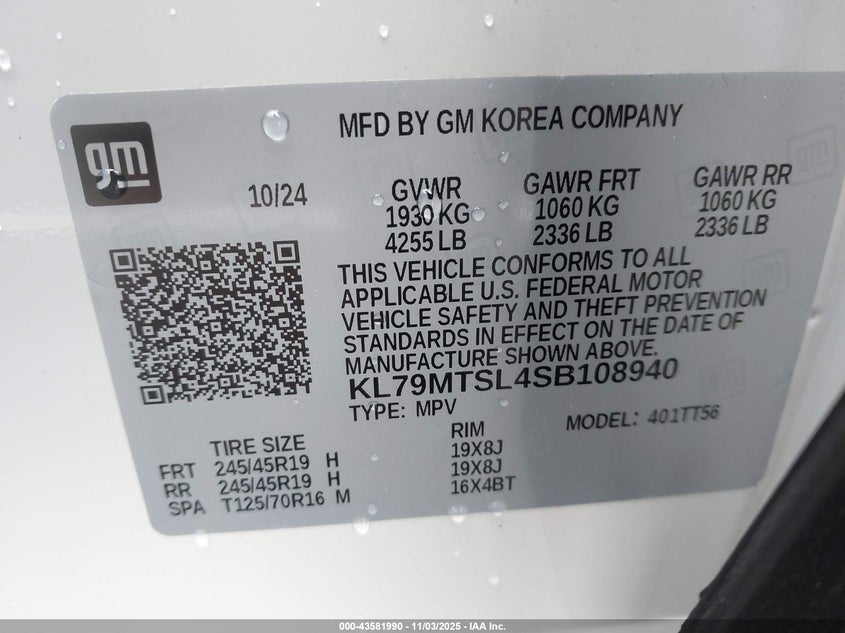 gm
MFD BY GM KOREA COMPANY
10/24
GVWR GAWR FRT GAWR RR
1930 KG 1060 KG 1060 KG
4255 LB 2336 LB 2336 LB
THIS VEHICLE CONFORMS TO ALL
APPLICABLE U.S. FEDERAL MOTOR
VEHICLE SAFETY AND THEFT PREVENTION
STANDARDS IN EFFECT ON THE DATE OF
MANUFACTURE SHOWN ABOVE.
KL79MTSL4SB108940
TYPE: MPV MODEL: 401TT56
TIRE SIZE RIM
FRT 245/45R19 H 19X8J
RR 245/45R19 H 19X8J
SPA T125/70R16 M 16X4BT
000-43581990 - 11/03/2025 - IAA Inc.